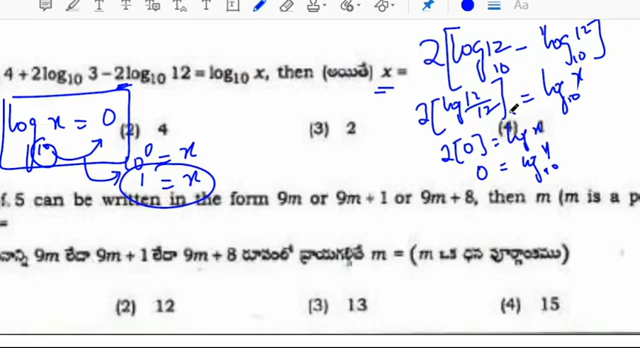 Aa
4 + 2log₁₀ 3 − 2log₁₀ 12 = log₁₀ x, then (అయితే) x =
2[log₁₀12 − log₁₀12]
2[log 12/12] = log₁₀x
2[0] = log x
0 = log₁₀
log₁₀ x = 0
0⁰ = x
1 = x
(2) 4
(3) 2
(4)
f. 5 can be written in the form 9m or 9m + 1 or 9m + 8, then m (m is a p
9m లేదా 9m + 1 లేదా 9m + 8 రూపంలో వ్రాయగలిగితే m = (m ఒక ధన పూర్ణాంకము)
(2) 12
(3) 13
(4) 15